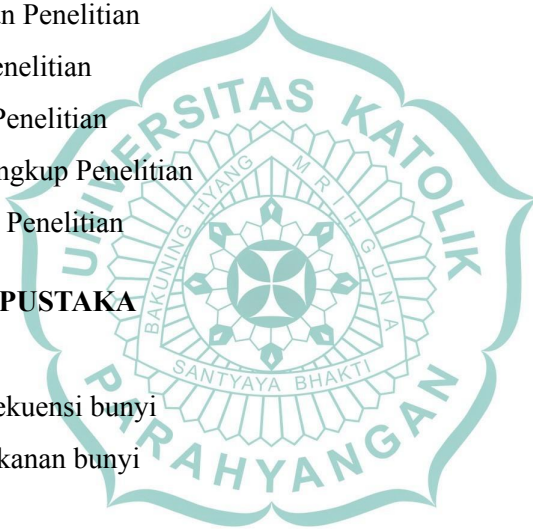 an Penelitian
enelitian
Penelitian
ngkup Penelitian
Penelitian
PUSTAKA
ekuensi bunyi
kanan bunyi
UNIVERSITAS KATOLIK
PARAHYANGAN
BAKUNING HYANG MRIHGUNA
SANTYAYA BHAKTI